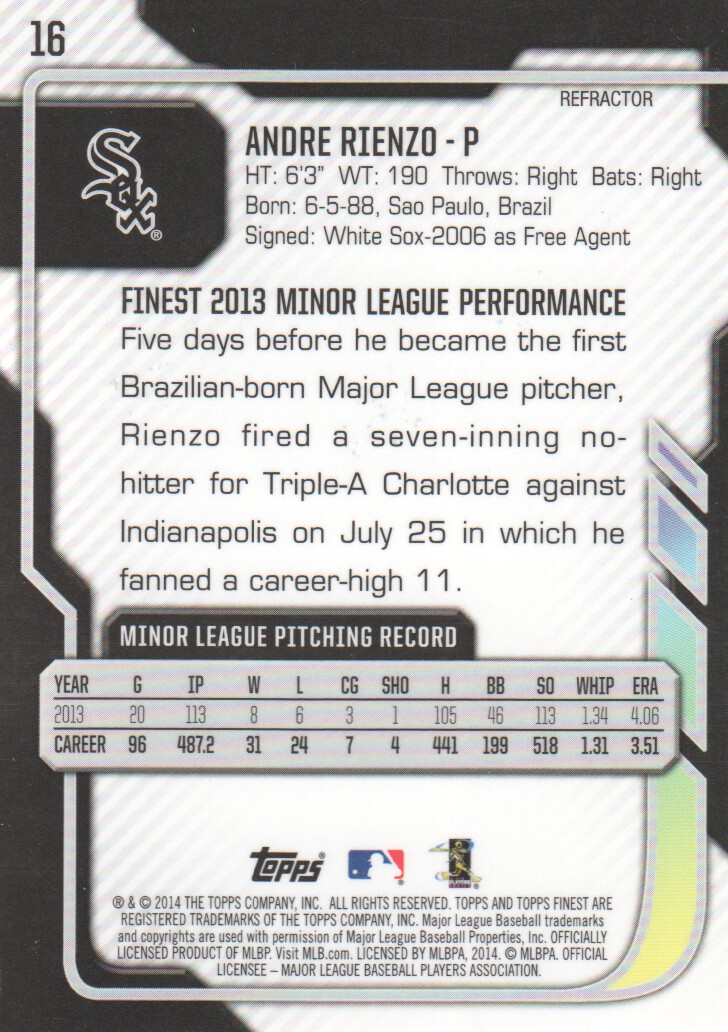 16
REFRACTOR
Sox
®
ANDRE RIENZO - P
HT: 6'3" WT: 190 Throws: Right Bats: Right
Born: 6-5-88, Sao Paulo, Brazil
Signed: White Sox-2006 as Free Agent
FINEST 2013 MINOR LEAGUE PERFORMANCE
Five days before he became the first
Brazilian-born Major League pitcher,
Rienzo fired a seven-inning no-
hitter for Triple-A Charlotte against
Indianapolis on July 25 in which he
fanned a career-high 11.
MINOR LEAGUE PITCHING RECORD
YEAR G IP W L CG SHO H BB SO WHIP ERA
2013 20 113 8 6 3 1 105 46 113 1.34 4.06
CAREER 96 487.2 31 24 7 4 441 199 518 1.31 3.51
Topps®
® & © 2014 THE TOPPS COMPANY, INC. ALL RIGHTS RESERVED. TOPPS AND TOPPS FINEST ARE
REGISTERED TRADEMARKS OF THE TOPPS COMPANY, INC. Major League Baseball trademarks
and copyrights are used with permission of Major League Baseball Properties, Inc. OFFICIALLY
LICENSED PRODUCT OF MLBP. Visit MLB.com. LICENSED BY MLBPA, 2014. © MLBPA. OFFICIAL
LICENSEE – MAJOR LEAGUE BASEBALL PLAYERS ASSOCIATION.